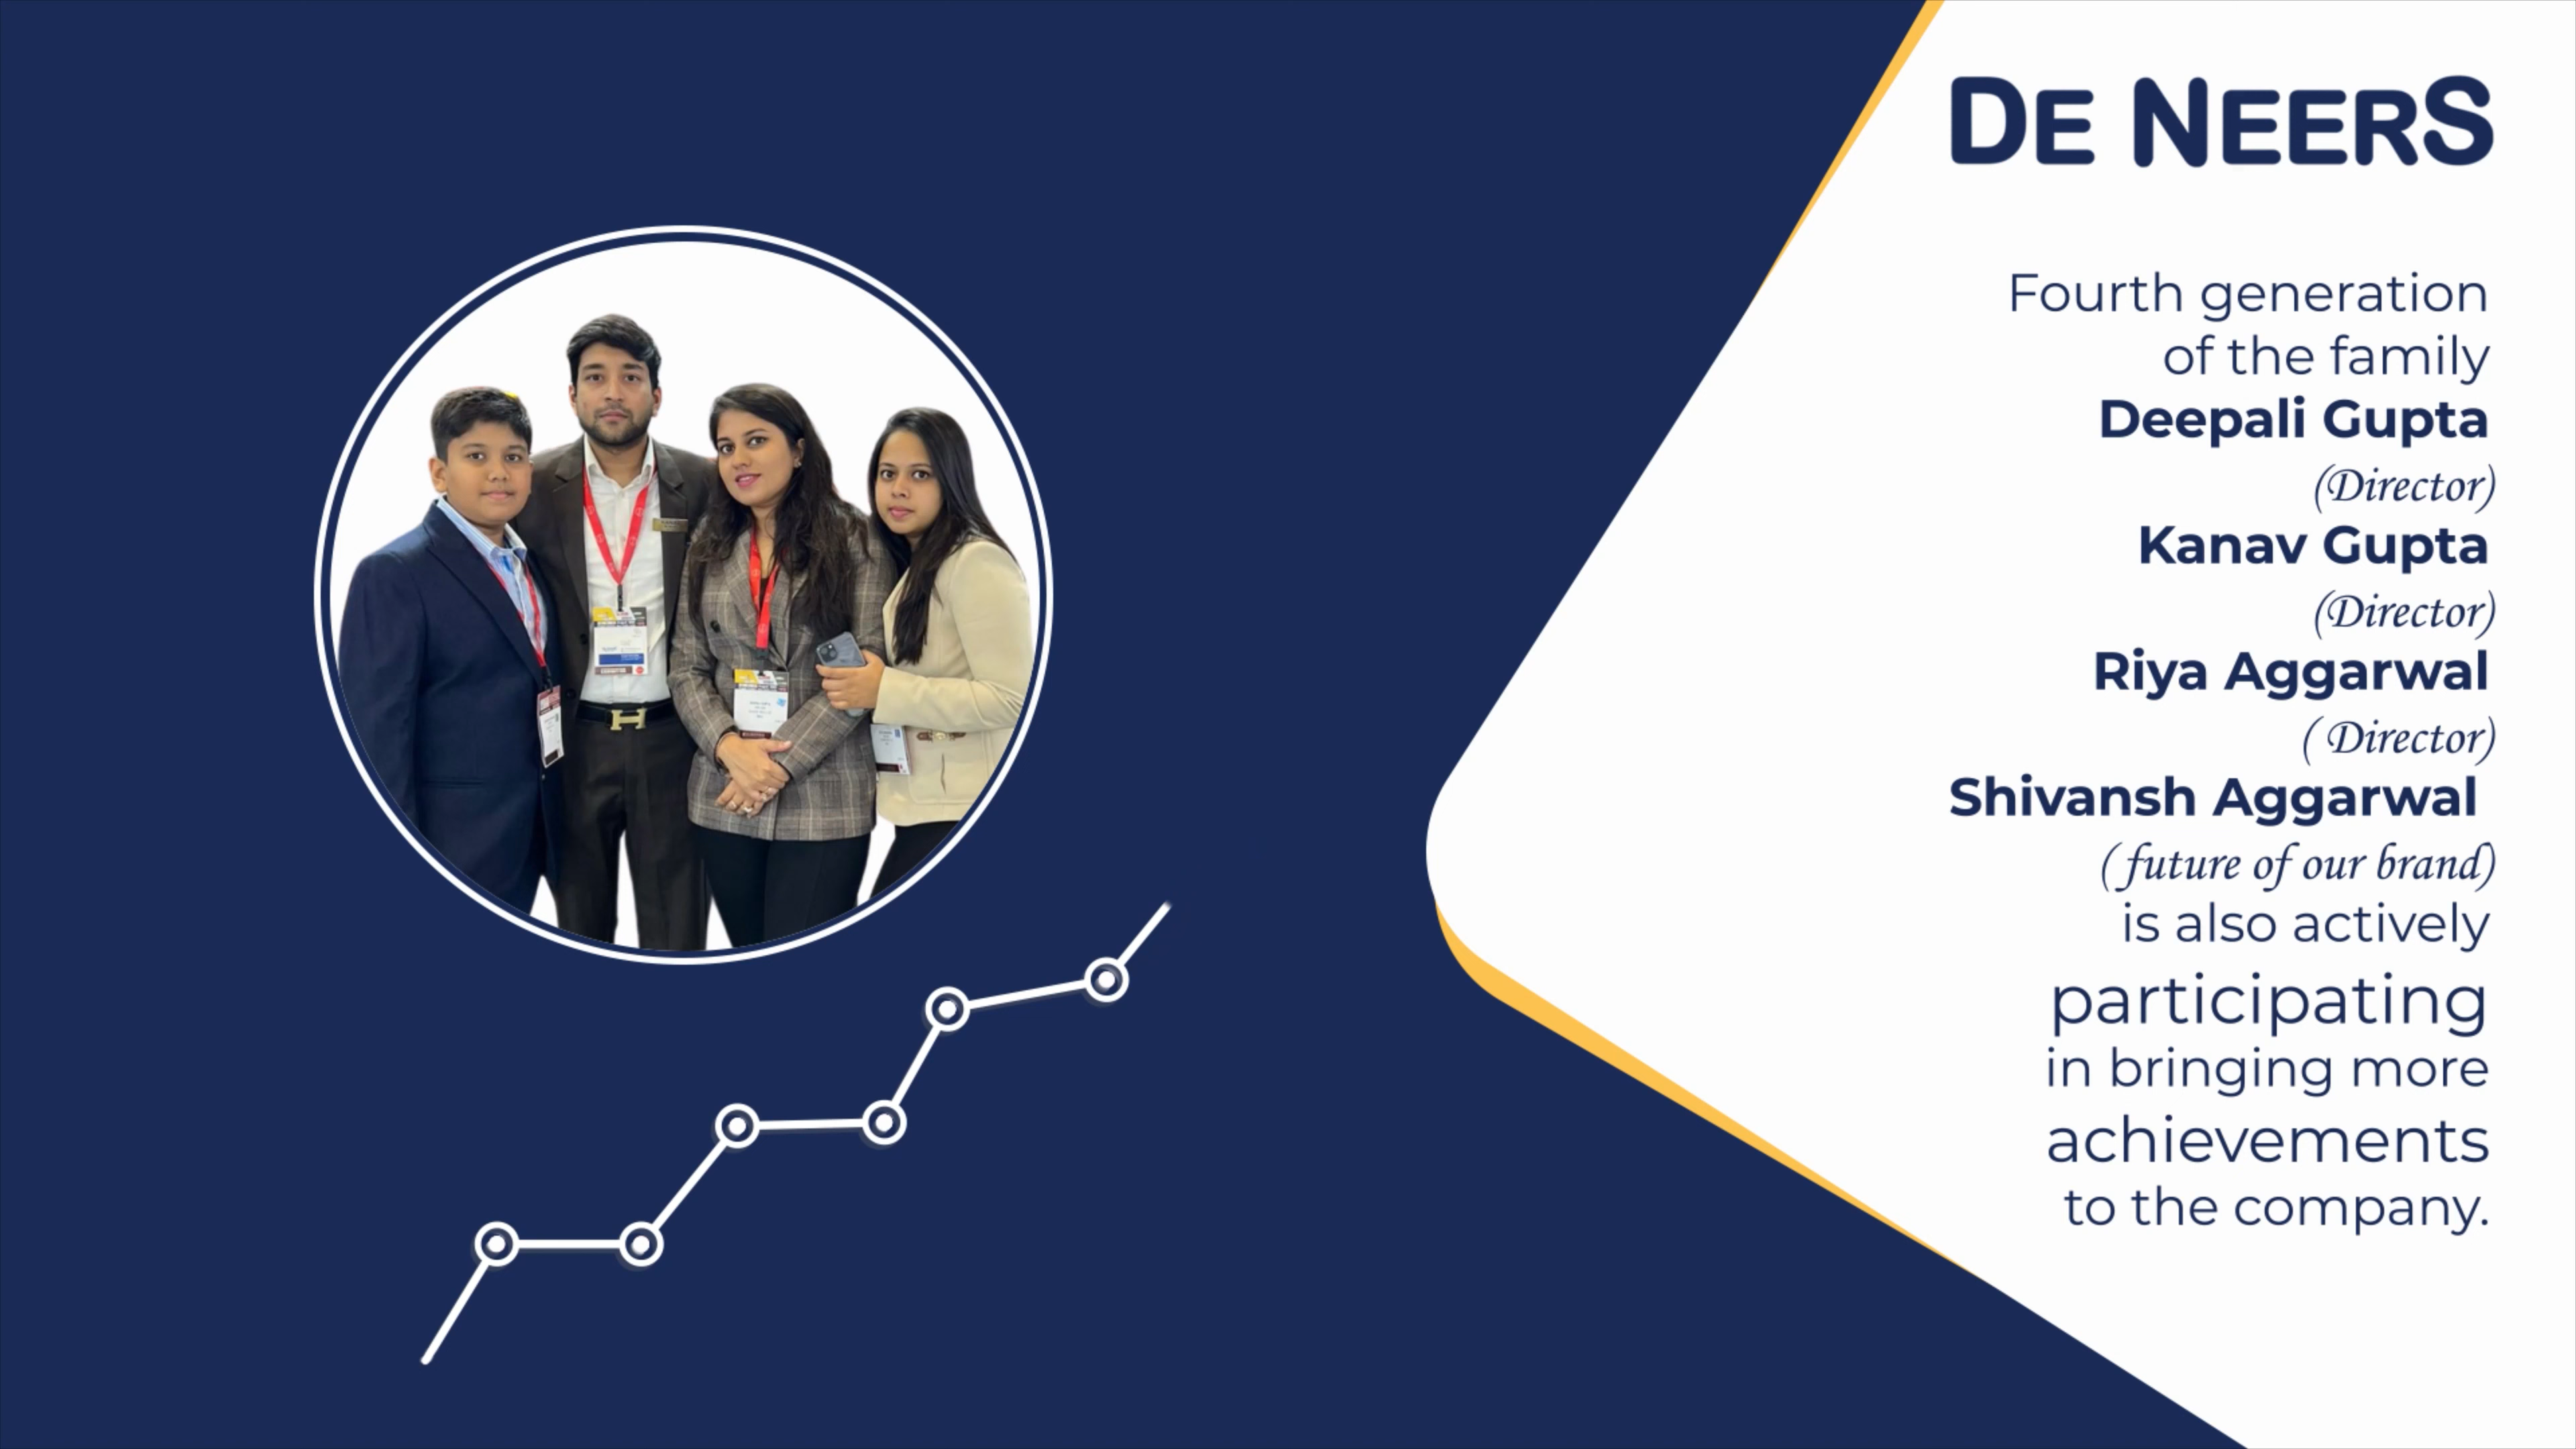 DE NEERS
Fourth generation
of the family
Deepali Gupta
(Director)
Kanav Gupta
(Director)
Riya Aggarwal
( Director)
Shivansh Aggarwal
( future of our brand)
is also actively
participating
in bringing more
achievements
to the company.